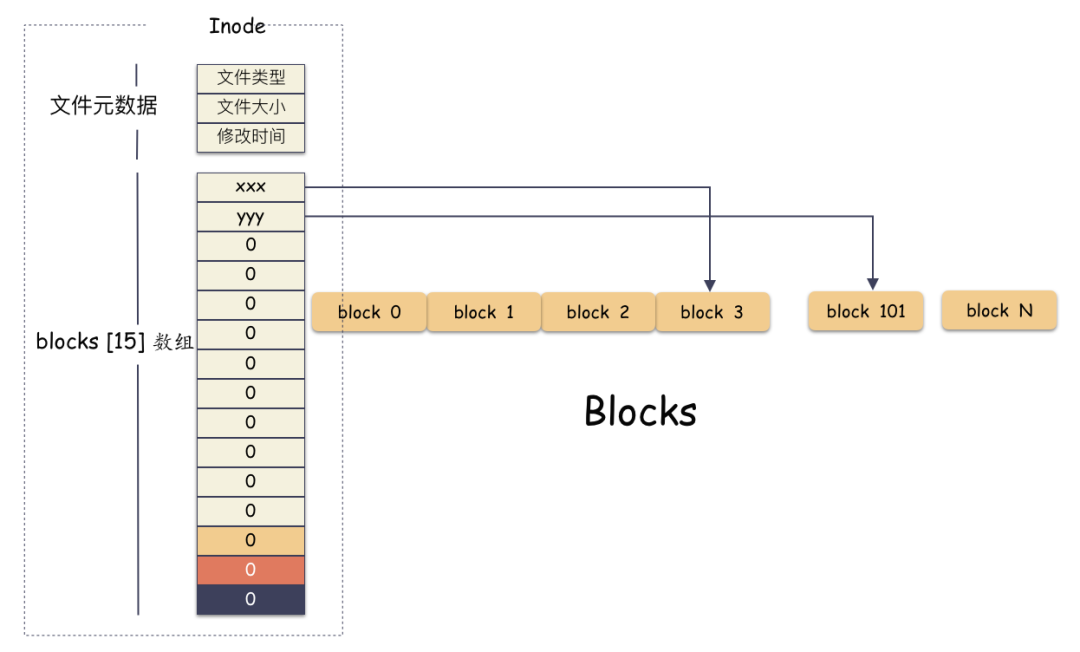 Inode
文件元数据
文件类型
文件大小
修改时间
blocks [15] 数组
xxx
yyy
0
0
0
0
0
0
0
0
0
0
0
0
0
block 0
block 1
block 2
block 3
block 101
block N
Blocks